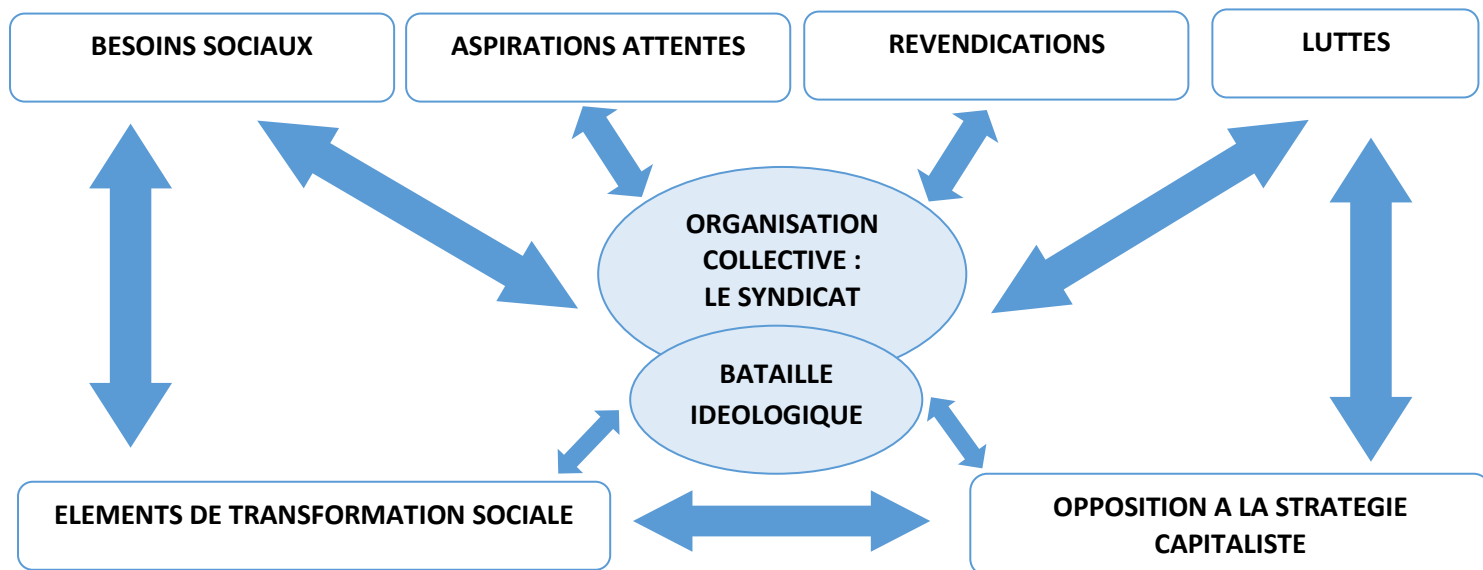 BESOINS SOCIAUX
ASPIRATIONS ATTENTES
REVENDICATIONS
LUTTES
ORGANISATION
COLLECTIVE :
LE SYNDICAT
BATAILLE
IDEOLOGIQUE
ELEMENTS DE TRANSFORMATION SOCIALE
OPPOSITION A LA STRATEGIE
CAPITALISTE